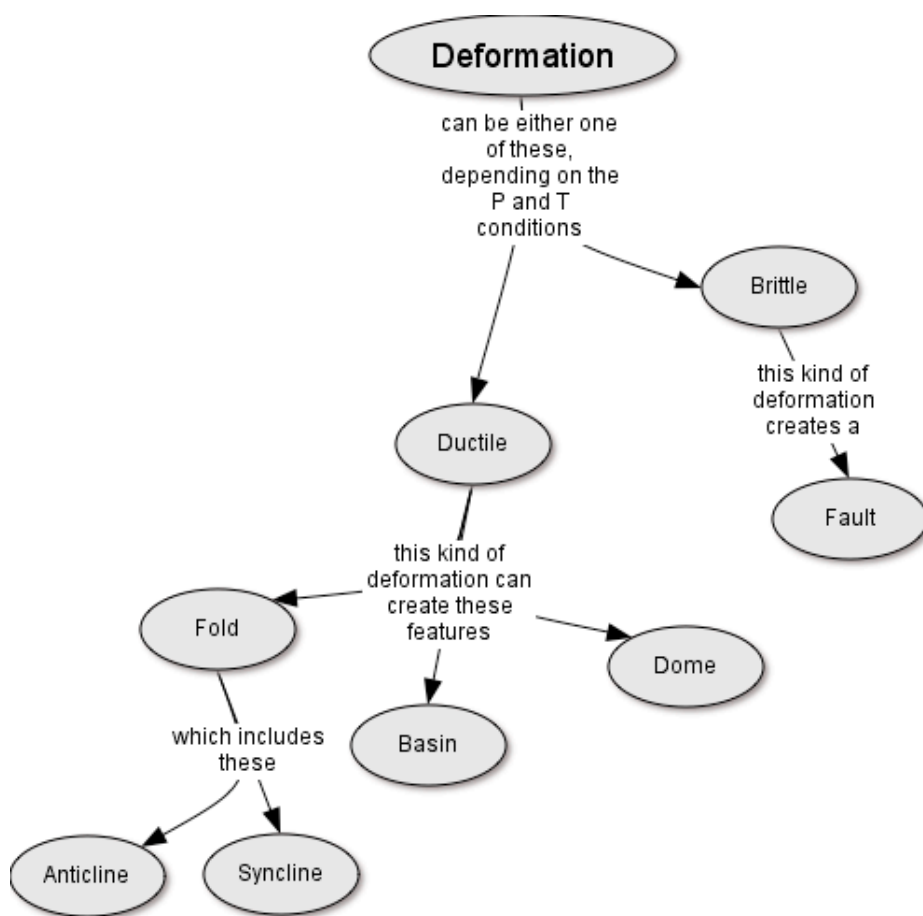 Deformation
can be either one
of these,
depending on the
P and T
conditions
Brittle
this kind of
deformation
creates a
Fault
Ductile
this kind of
deformation can
create these
features
Fold
Dome
Basin
which includes
these
Anticline
Syncline